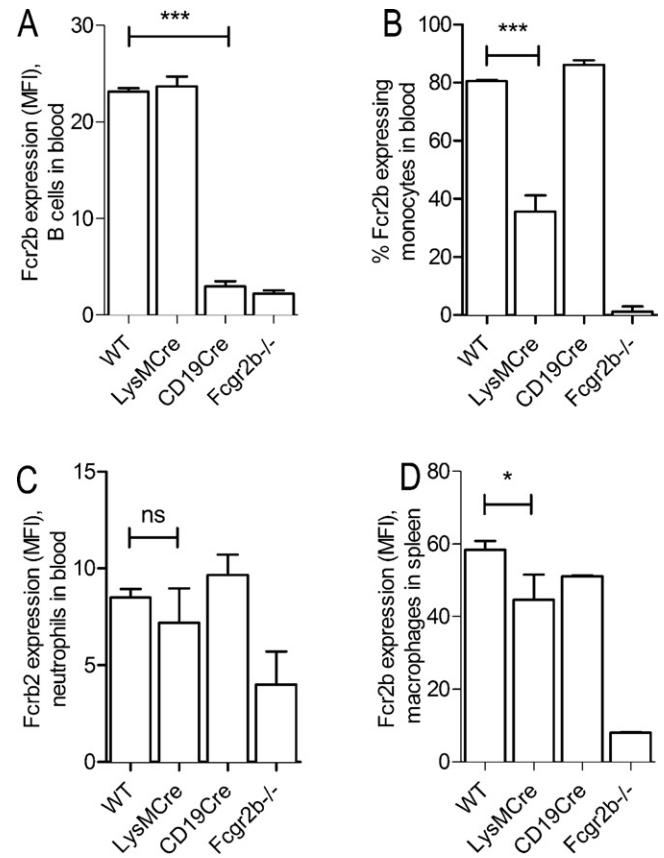 A
Fcr2b expression (MFI),
B cells in blood
30
20
10
0
***
WT
LysMCre
CD19Cre
Fcgr2b-/-
B
% Fcr2b expressing
monocytes in blood
100
80
60
40
20
0
***
WT
LysMCre
CD19Cre
Fcgr2b-/-
C
Fcrb2 expression (MFI),
neutrophils in blood
15
10
5
0
ns
WT
LysMCre
CD19Cre
Fcgr2b-/-
D
Fcr2b expression (MFI),
macrophages in spleen
80
60
40
20
0
*
WT
LysMCre
CD19Cre
Fcgr2b-/-